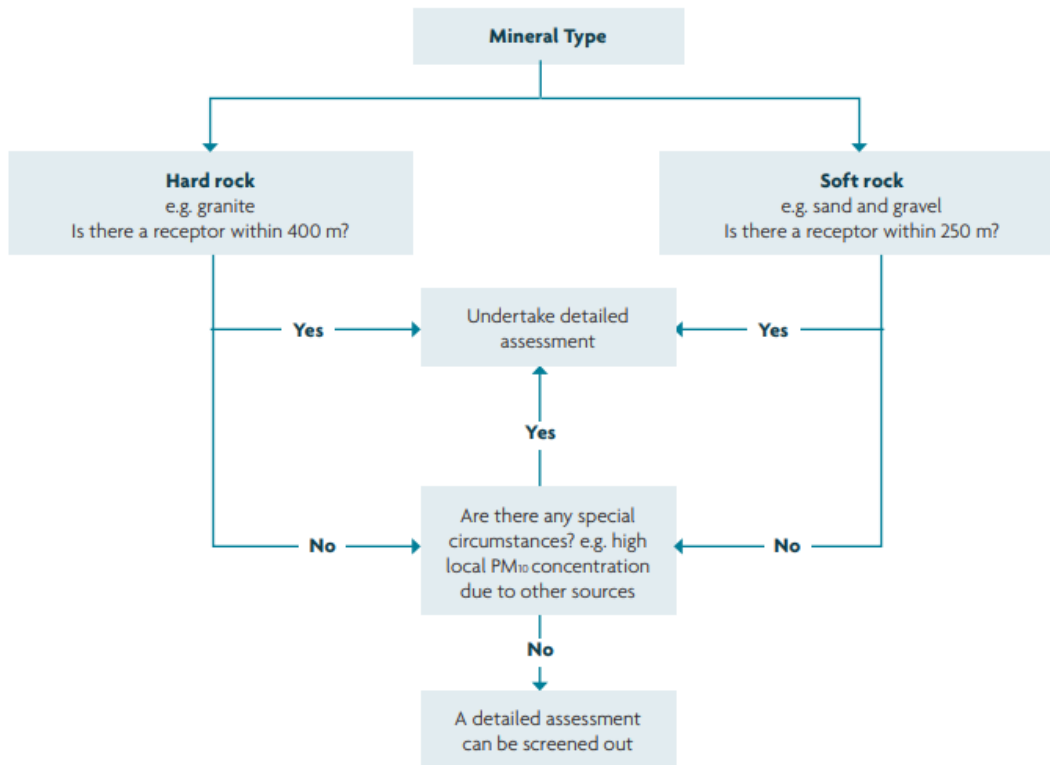 Mineral Type
Hard rock
e.g. granite
Is there a receptor within 400 m?
Soft rock
e.g. sand and gravel
Is there a receptor within 250 m?
Yes
Undertake detailed
assessment
Yes
Yes
No
Are there any special
circumstances? e.g. high
local PM₁₀ concentration
due to other sources
No
No
A detailed assessment
can be screened out